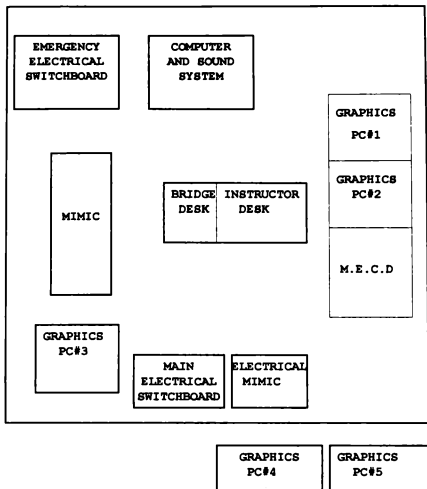 EMERGENCY
ELECTRICAL
SWITCHBOARD
COMPUTER
AND SOUND
SYSTEM
GRAPHICS
PC#1
GRAPHICS
PC#2
M.E.C.D
MIMIC
BRIDGE
DESK
INSTRUCTOR
DESK
GRAPHICS
PC#3
MAIN
ELECTRICAL
SWITCHBOARD
ELECTRICAL
MIMIC
GRAPHICS
PC#4
GRAPHICS
PC#5